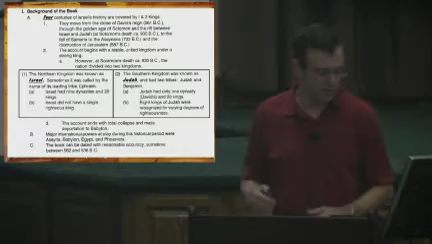 I. Background of the Book
A. Four centuries of Israel's history are covered by I & II Kings.
1. They move from the close of David's reign (961 B.C.),
through the golden age of Solomon and the rift between
Israel and Judah (at Solomon's death ca. 930 B.C.), to the
fall of Samaria to the Assyrians (722 B.C.) and the
destruction of Jerusalem (587 B.C.)
2. The account begins with a stable, united kingdom under a
strong king.
a. However, at Solomon's death ca. 930 B.C., the
nation divided into two kingdoms
(1) The Northern Kingdom was known as
Israel. Sometimes it was called by the
name of its leading tribe, Ephraim.
(a) Israel had nine dynasties and 20
kings.
(b) Israel did not have a single
righteous king.
(2) The Southern Kingdom was known as
Judah, and had two tribes: Judah and
Benjamin.
(a) Judah had only one dynasty
(David's) and kings.
(b) Eight kings of Judah were
recognized for varying degrees of
righteousness.
3. The account ends with total collapse and mass
deportation to Babylon.
B. Major international powers at play during this historical period were
Assyria, Babylon, Egypt, and Phoenicia.
C. The book can be dated with reasonable accuracy, sometime
between 562 and 536 B.C.